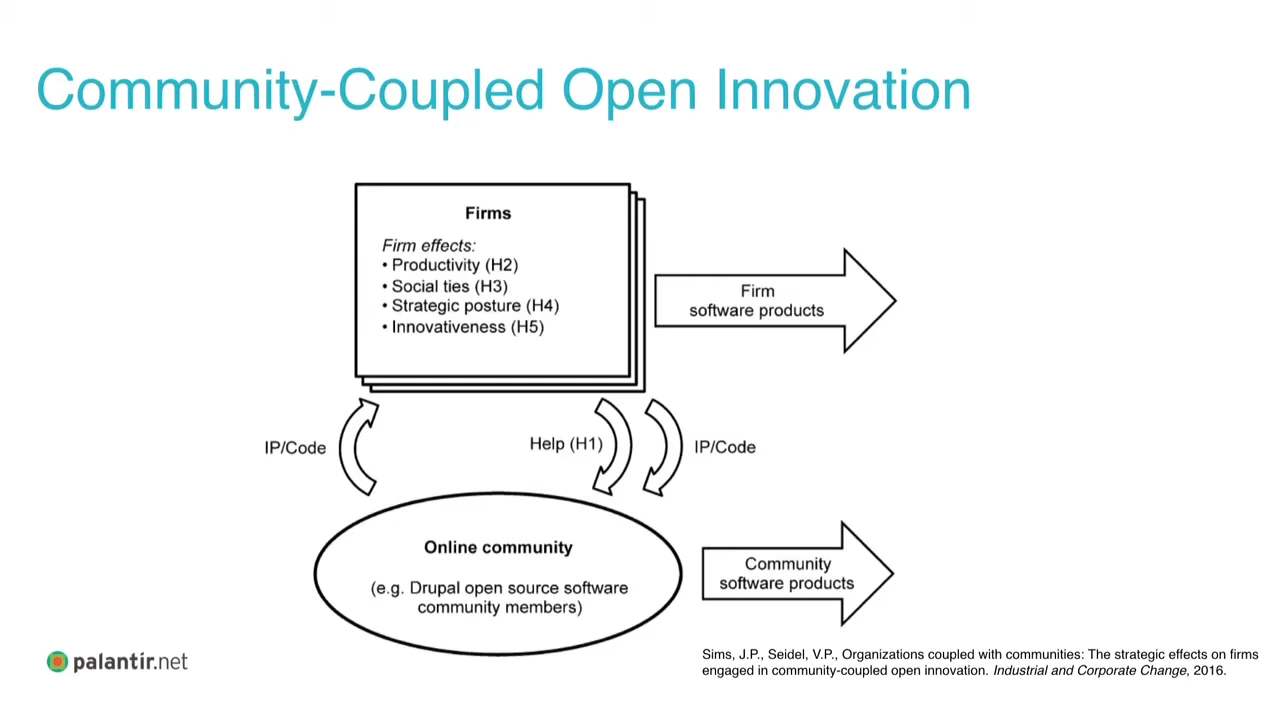 Community-Coupled Open Innovation
Firms
Firm effects:
• Productivity (H2)
• Social ties (H3)
• Strategic posture (H4)
• Innovativeness (H5)
Firm
software products
IP/Code
Help (H1)
IP/Code
Online community
(e.g. Drupal open source software
community members)
Community
software products
palantir.net
Sims, J.P., Seidel, V.P., Organizations coupled with communities: The strategic effects on firms
engaged in community-coupled open innovation. Industrial and Corporate Change, 2016.